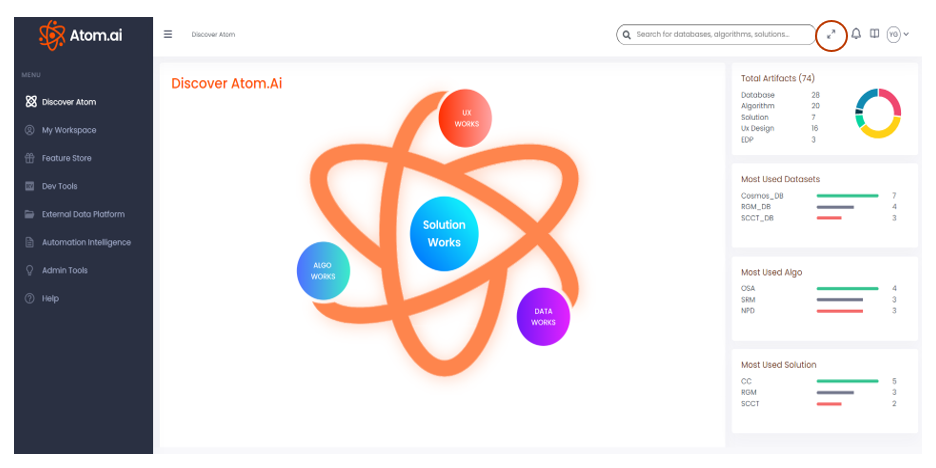 Atom.ai
Discover Atom
Search for databases, algorithms, solutions...
YG
MENU
Discover Atom
My Workspace
Feature Store
Dev Tools
External Data Platform
Automation Intelligence
Admin Tools
Help
Discover Atom.Ai
UX
WORKS
Solution
Works
ALGO
WORKS
DATA
WORKS
Total Artifacts (74)
Database 28
Algorithm 20
Solution 7
Ux Design 16
EDP 3
Most Used Datasets
Cosmos_DB 7
RGM_DB 4
SCCT_DB 3
Most Used Algo
OSA 4
SRM 3
NPD 3
Most Used Solution
CC 5
RGM 3
SCCT 2